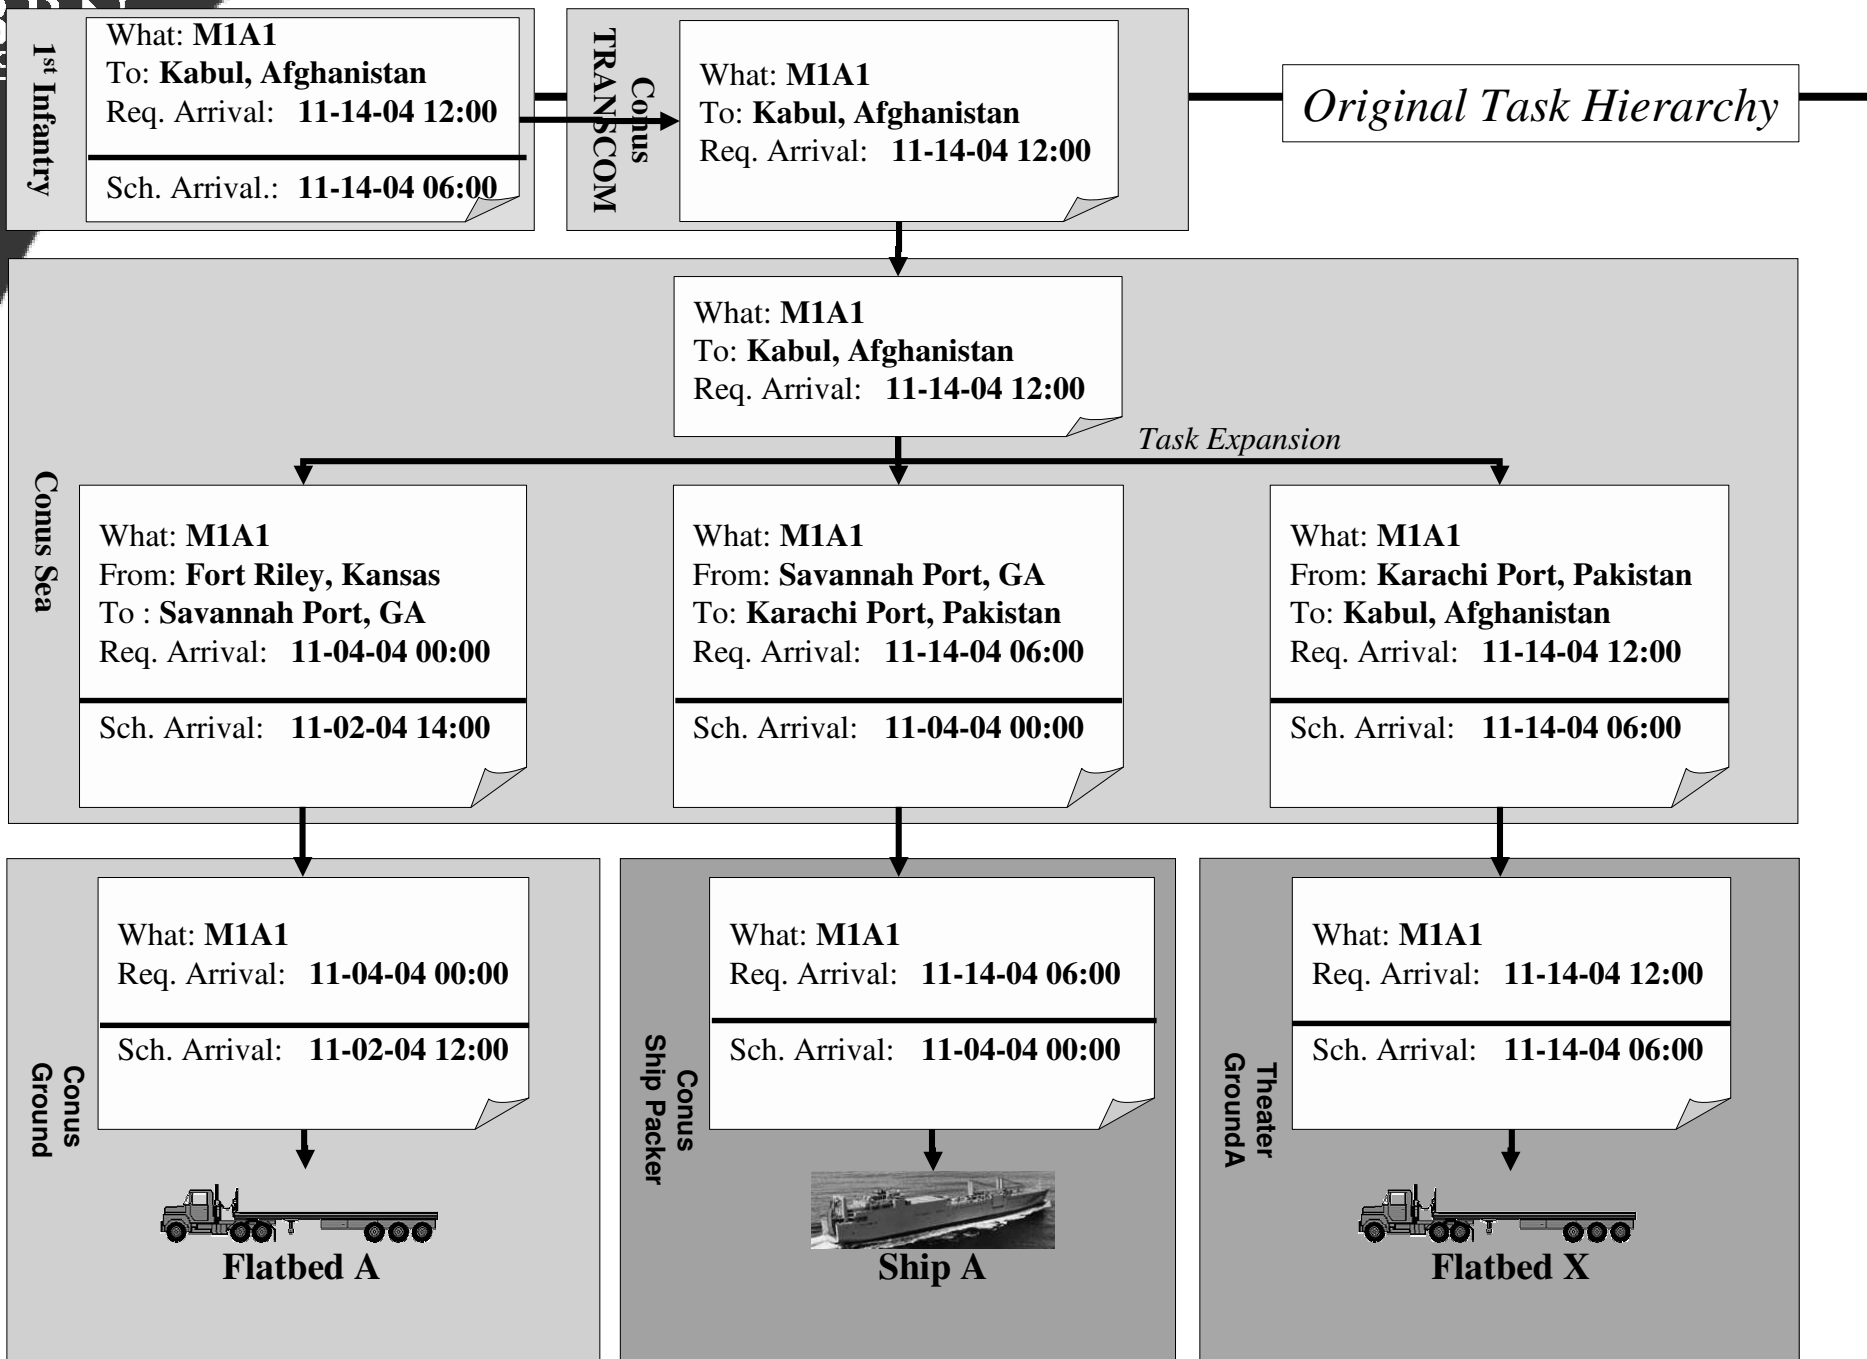 1st Infantry
What: M1A1
To: Kabul, Afghanistan
Req. Arrival: 11-14-04 12:00
Sch. Arrival.: 11-14-04 06:00
Conus
TRANSCOM
What: M1A1
To: Kabul, Afghanistan
Req. Arrival: 11-14-04 12:00
Original Task Hierarchy
Conus Sea
What: M1A1
To: Kabul, Afghanistan
Req. Arrival: 11-14-04 12:00
Task Expansion
What: M1A1
From: Fort Riley, Kansas
To : Savannah Port, GA
Req. Arrival: 11-04-04 00:00
Sch. Arrival: 11-02-04 14:00
What: M1A1
From: Savannah Port, GA
To: Karachi Port, Pakistan
Req. Arrival: 11-14-04 06:00
Sch. Arrival: 11-04-04 00:00
What: M1A1
From: Karachi Port, Pakistan
To: Kabul, Afghanistan
Req. Arrival: 11-14-04 12:00
Sch. Arrival: 11-14-04 06:00
Conus
Ground
What: M1A1
Req. Arrival: 11-04-04 00:00
Sch. Arrival: 11-02-04 12:00
Flatbed A
Conus
Ship Packer
What: M1A1
Req. Arrival: 11-14-04 06:00
Sch. Arrival: 11-04-04 00:00
Ship A
Theater
GroundA
What: M1A1
Req. Arrival: 11-14-04 12:00
Sch. Arrival: 11-14-04 06:00
Flatbed X